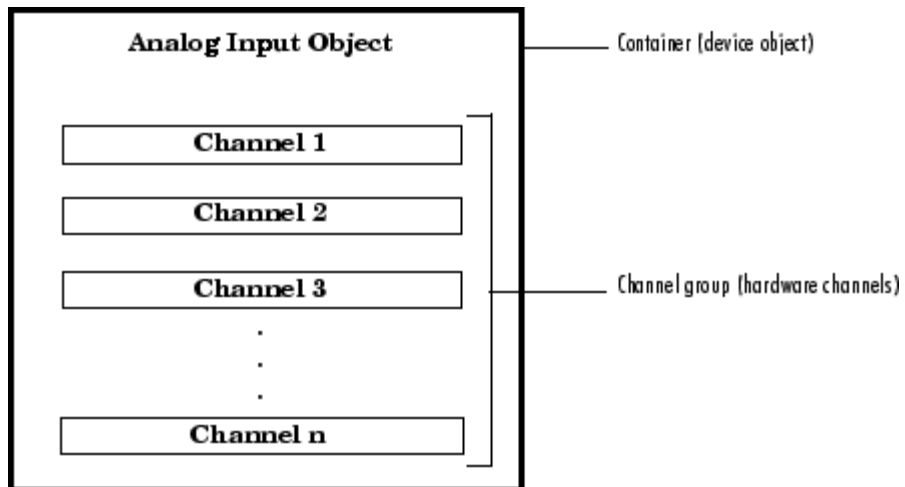 Analog Input Object
Container (device object)
Channel 1
Channel 2
Channel 3
Channel group (hardware channels)
.
.
.
Channel n